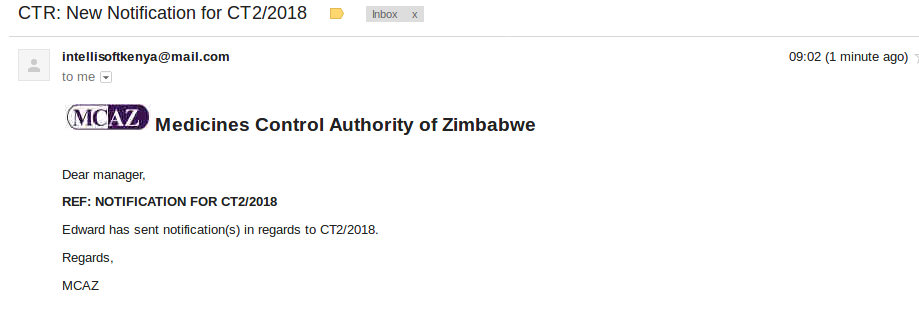 CTR: New Notification for CT2/2018 Inbox x
intellisoftkenya@mail.com 09:02 (1 minute ago)
to me
MCAZ Medicines Control Authority of Zimbabwe
Dear manager,
REF: NOTIFICATION FOR CT2/2018
Edward has sent notification(s) in regards to CT2/2018.
Regards,
MCAZ